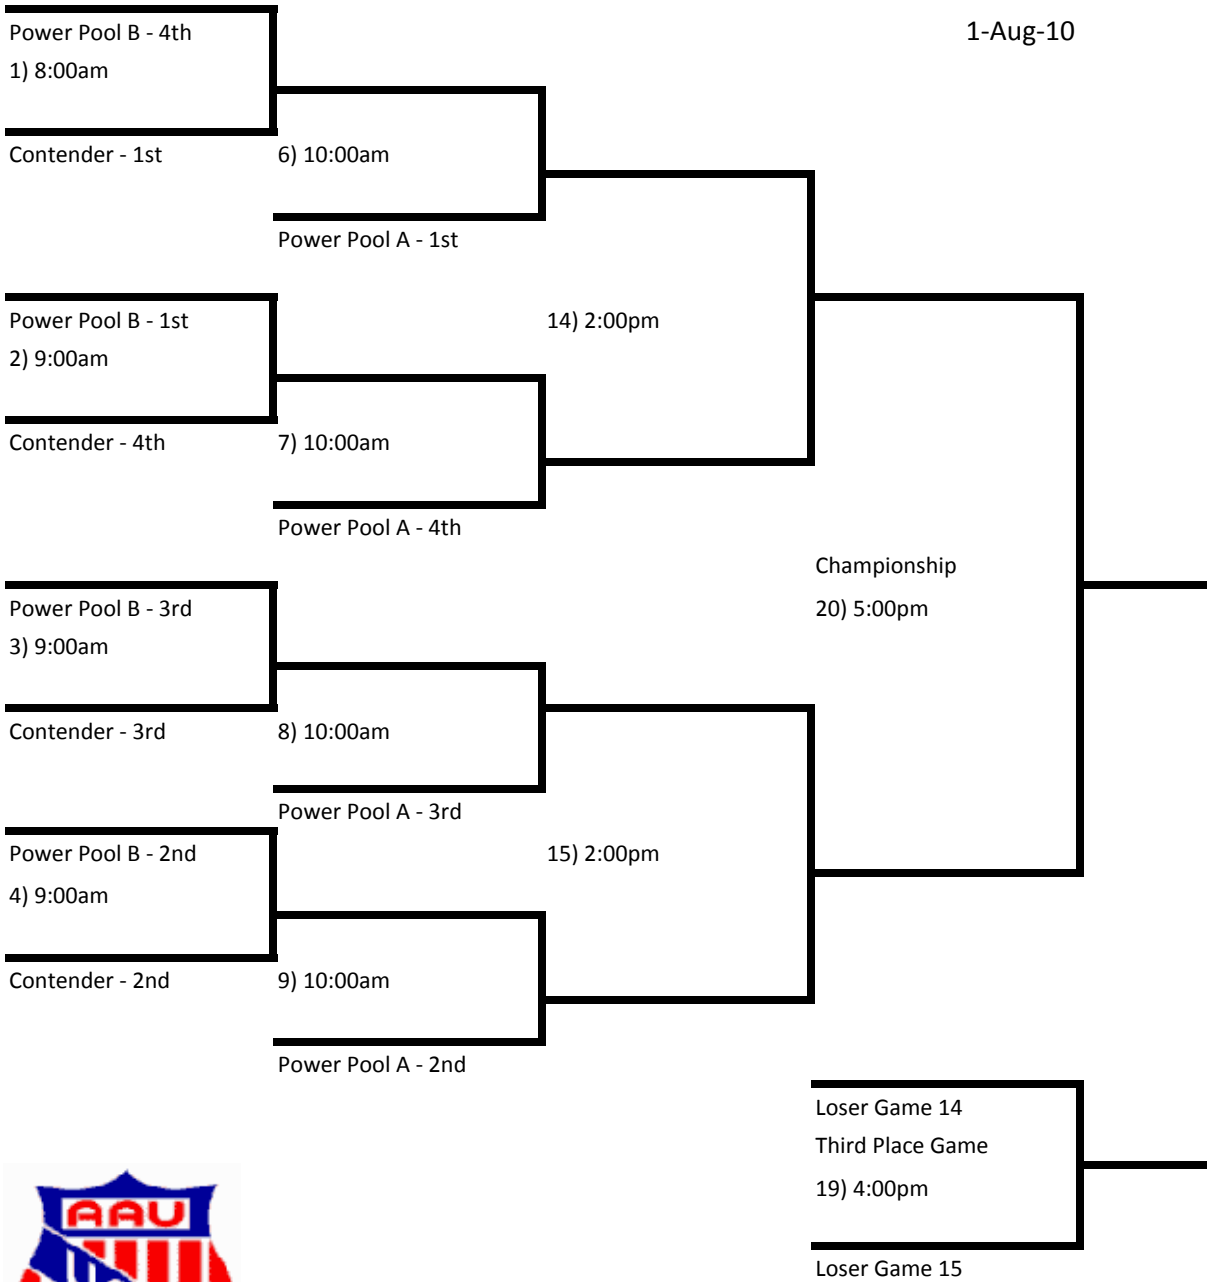 Power Pool B - 4th
1-Aug-10
1) 8:00am
Contender - 1st
6) 10:00am
Power Pool A - 1st
Power Pool B - 1st
14) 2:00pm
2) 9:00am
Contender - 4th
7) 10:00am
Power Pool A - 4th
Championship
Power Pool B - 3rd
20) 5:00pm
3) 9:00am
Contender - 3rd
8) 10:00am
Power Pool A - 3rd
Power Pool B - 2nd
15) 2:00pm
4) 9:00am
Contender - 2nd
9) 10:00am
Power Pool A - 2nd
Loser Game 14
Third Place Game
19) 4:00pm
Loser Game 15
AAU